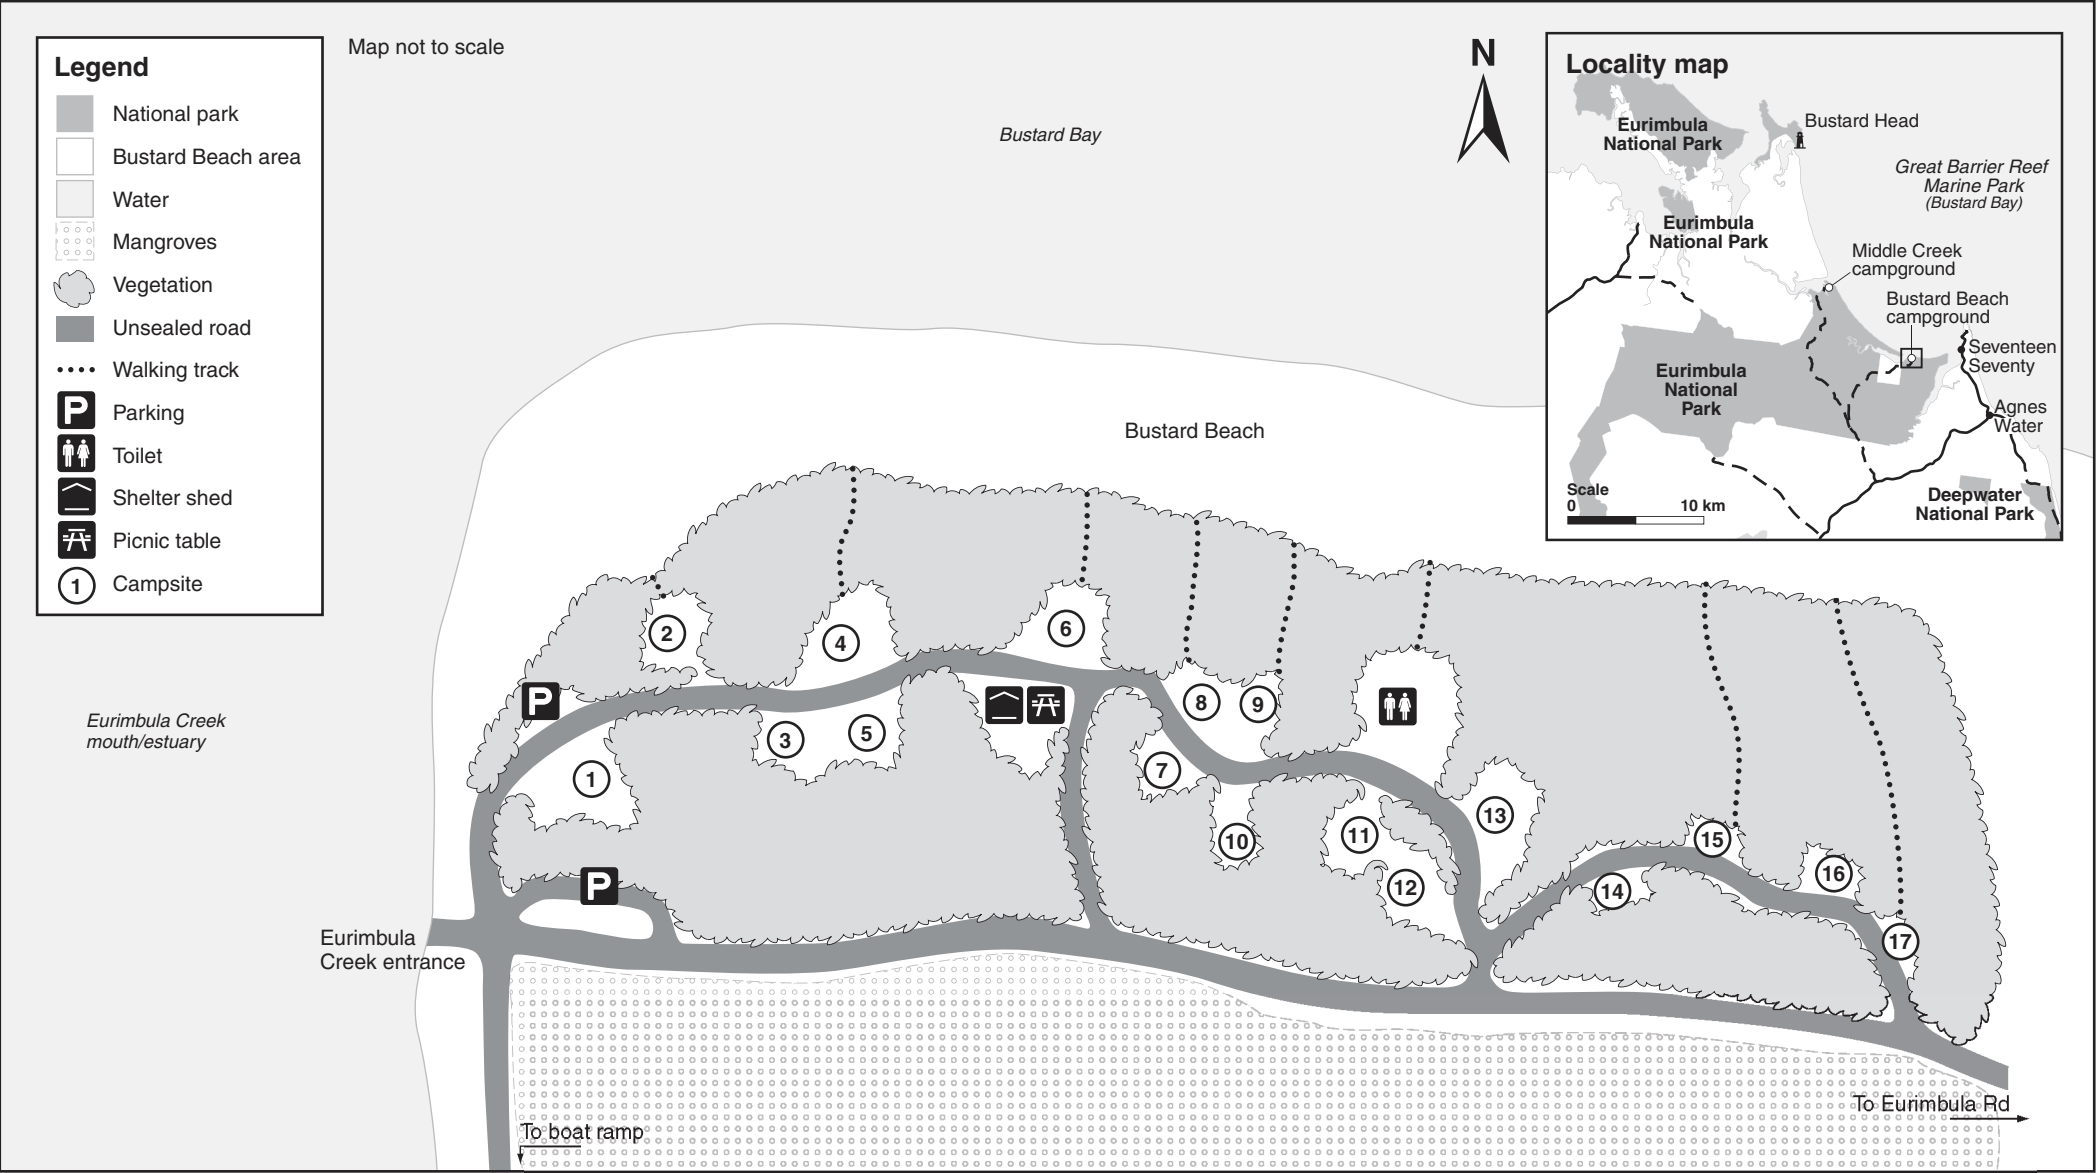 Legend
National park
Bustard Beach area
Water
Mangroves
Vegetation
Unsealed road
Walking track
P
Parking
Toilet
Shelter shed
Picnic table
1
Campsite
Map not to scale
Bustard Bay
N
Locality map
Eurimbula
National Park
Bustard Head
Great Barrier Reef
Marine Park
(Bustard Bay)
Eurimbula
National Park
Middle Creek
campground
Bustard Beach
campground
Seventeen
Seventy
Eurimbula
National
Park
Agnes
Water
Scale
0
10 km
Deepwater
National Park
Bustard Beach
Eurimbula Creek
mouth/estuary
P
1
2
3
4
5
6
7
8
9
10
11
12
13
14
15
16
17
P
Eurimbula
Creek entrance
To boat ramp
To Eurimbula Rd